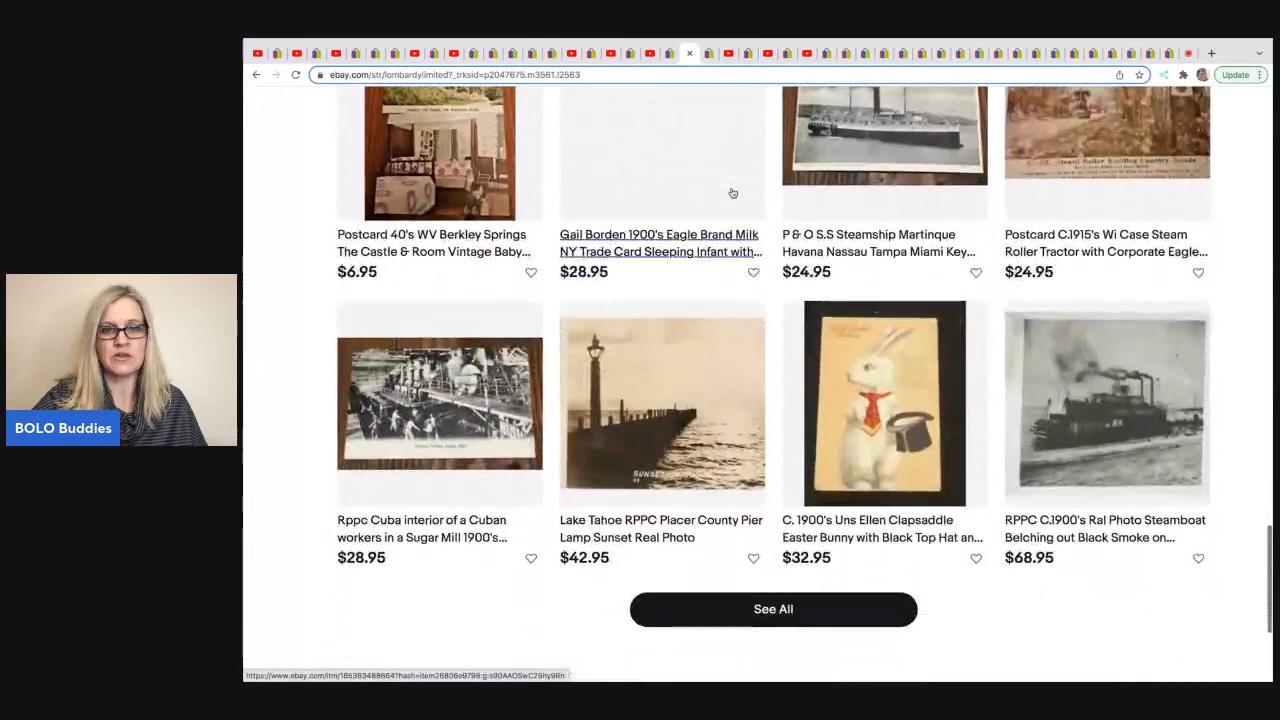 ebay.com/str/lombardylimited?_trksid=p2047675.m3561.l2563
Update
Postcard 40's WV Berkley Springs
The Castle & Room Vintage Baby...
$6.95
Gail Borden 1900's Eagle Brand Milk
NY Trade Card Sleeping Infant with...
$28.95
P & O S.S Steamship Martinque
Havana Nassau Tampa Miami Key...
$24.95
Postcard C.1915's Wi Case Steam
Roller Tractor with Corporate Eagle...
$24.95
BOLO Buddies
SUNSET
Rppc Cuba interior of a Cuban
workers in a Sugar Mill 1900's...
$28.95
Lake Tahoe RPPC Placer County Pier
Lamp Sunset Real Photo
$42.95
C. 1900's Uns Ellen Clapsaddle
Easter Bunny with Black Top Hat an...
$32.95
RPPC C.1900's Ral Photo Steamboat
Belching out Black Smoke on...
$68.95
See All